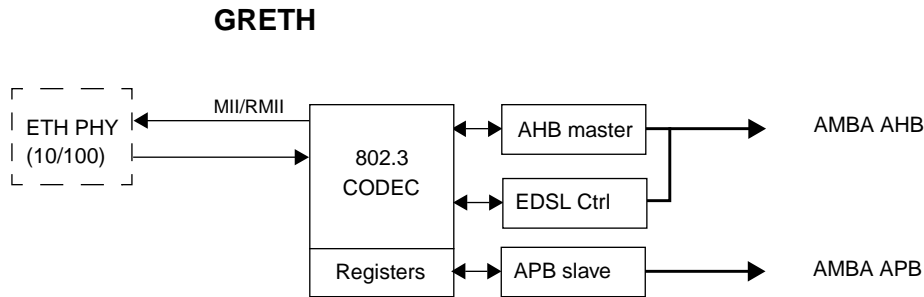 GRETH
MII/RMII
ETH PHY
(10/100)
802.3
CODEC
AHB master
AMBA AHB
EDSL Ctrl
Registers
APB slave
AMBA APB